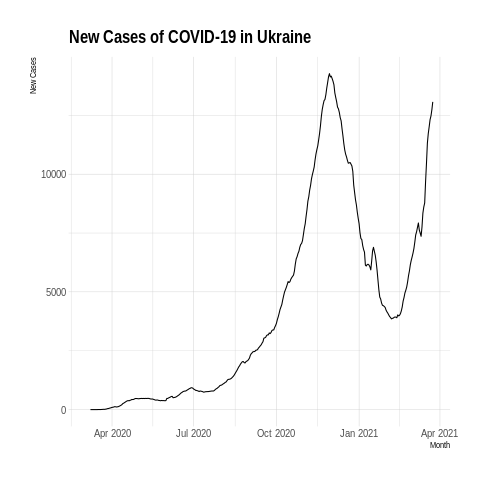 New Cases of COVID-19 in Ukraine
New Cases
10000
5000
0
Apr 2020 Jul 2020 Oct 2020 Jan 2021 Apr 2021
Month